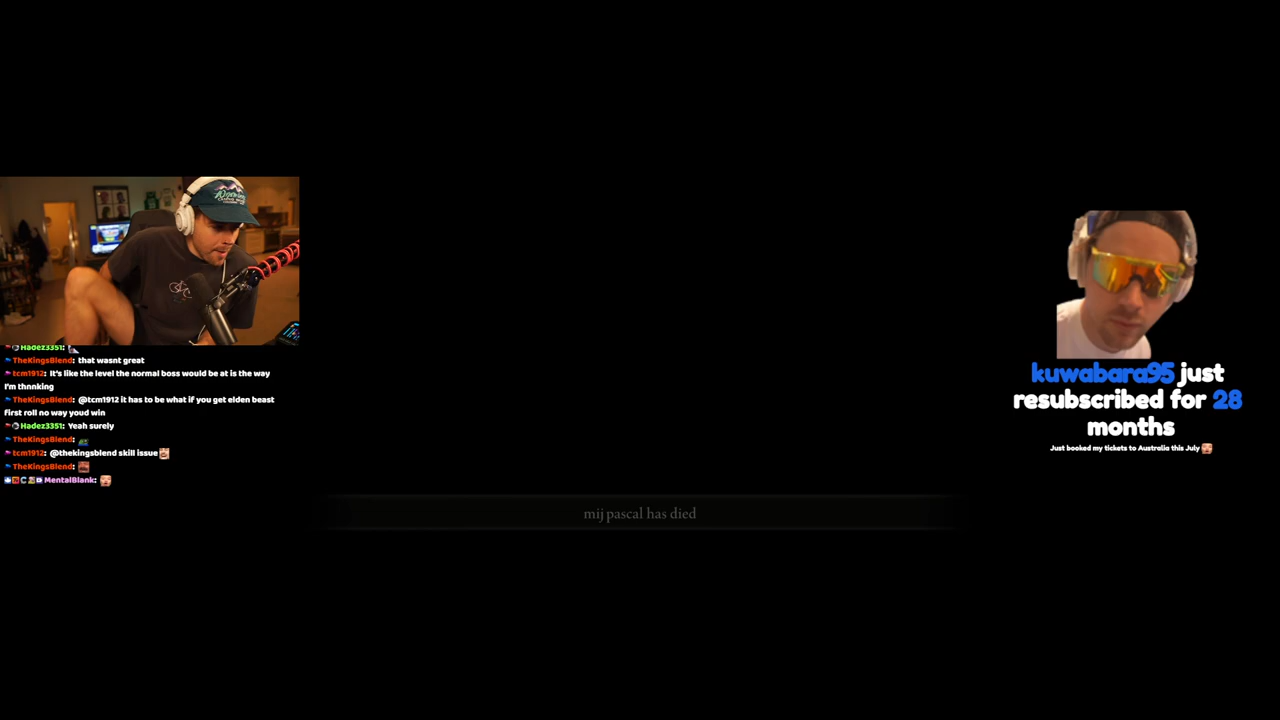 Hadez3351:
TheKingsBlend: that wasnt great
tcm1912: It's like the level the normal boss would be at is the way
I'm thnnking
TheKingsBlend: @tcm1912 it has to be what if you get elden beast
First roll no way youd win
Hadez3351: Yeah surely
TheKingsBlend:
tcm1912: @thekingsblend skill issue
TheKingsBlend:
MentalBlank:
kuwabara95 just
resubscribed for 28
months
Just booked my tickets to Australia this July
mij pascal has died